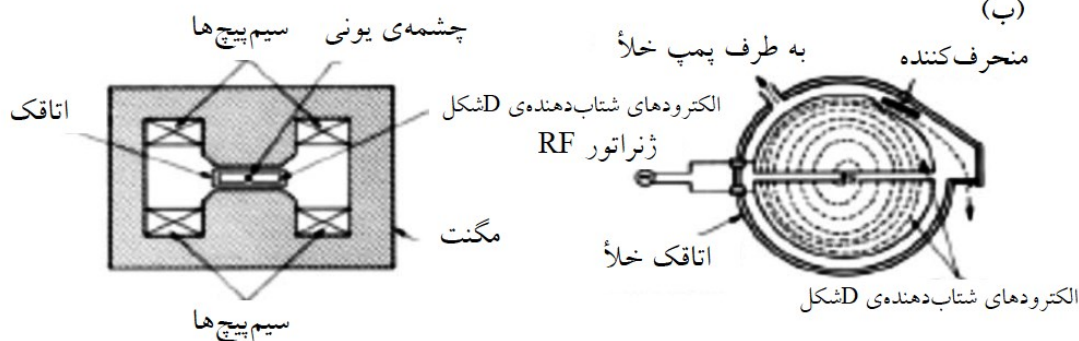 (ب)
سیم‌پیچ‌ها
چشمه‌ی یونی
اتاقک
الکترودهای شتاب‌دهنده‌ی Dشکل
مگنت
سیم‌پیچ‌ها
به طرف پمپ خلأ
منحرف‌کننده
ژنراتور RF
اتاقک خلأ
الکترودهای شتاب‌دهنده‌ی Dشکل